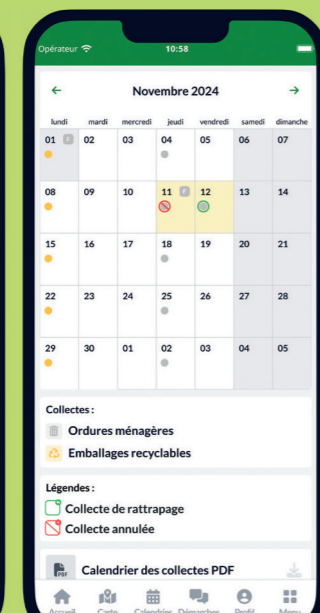 Opérateur 10:58
← Novembre 2024 →
lundi mardi mercredi jeudi vendredi samedi dimanche
01 F 02 03 04 05 06 07
08 09 10 11 F 12 13 14
15 16 17 18 19 20 21
22 23 24 25 26 27 28
29 30 01 02 03 04 05
Collectes :
Ordures ménagères
Emballages recyclables
Légendes :
Collecte de rattrapage
Collecte annulée
PDF Calendrier des collectes PDF
Accueil Carte Calendrier Démarches Profil Menu